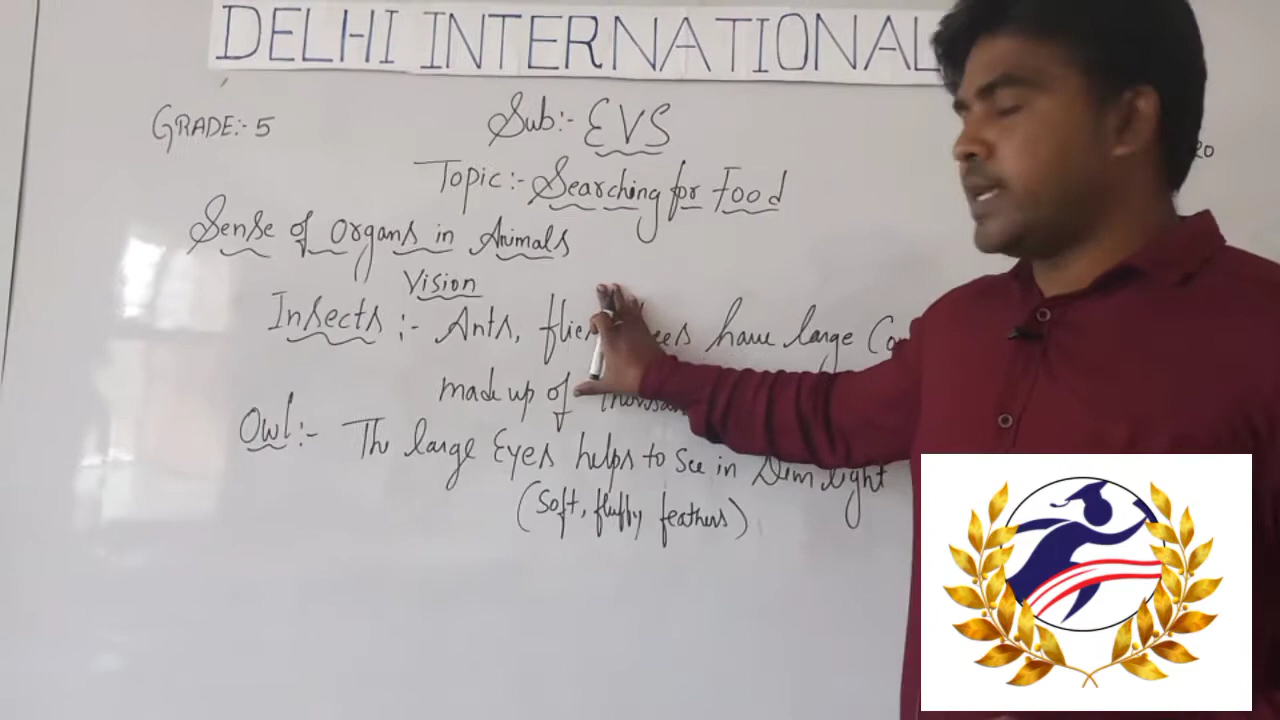 DELHI INTERNATIONAL
GRADE:- 5
Sub:- EVS
Topic:- Searching for Food
Sense of Organs in Animals
Vision
Insects :- Ants, flies have large
made up of
Owl:- The large Eyes helps to see in Dim light
(Soft, fluffy feathers)